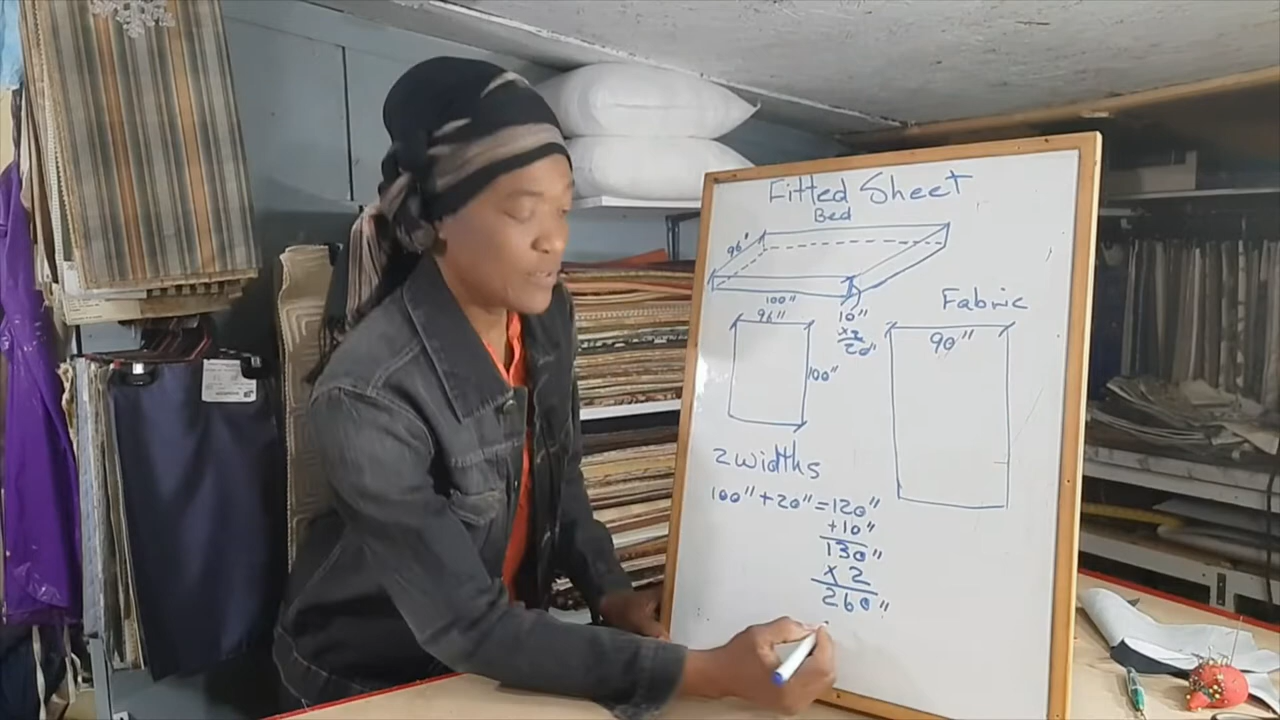 Fitted Sheet
Bed
96"
100"
10"
x2
20"
96"
100"
Fabric
90"
2 widths
100" + 20" = 120"
+10"
130"
x 2
260"